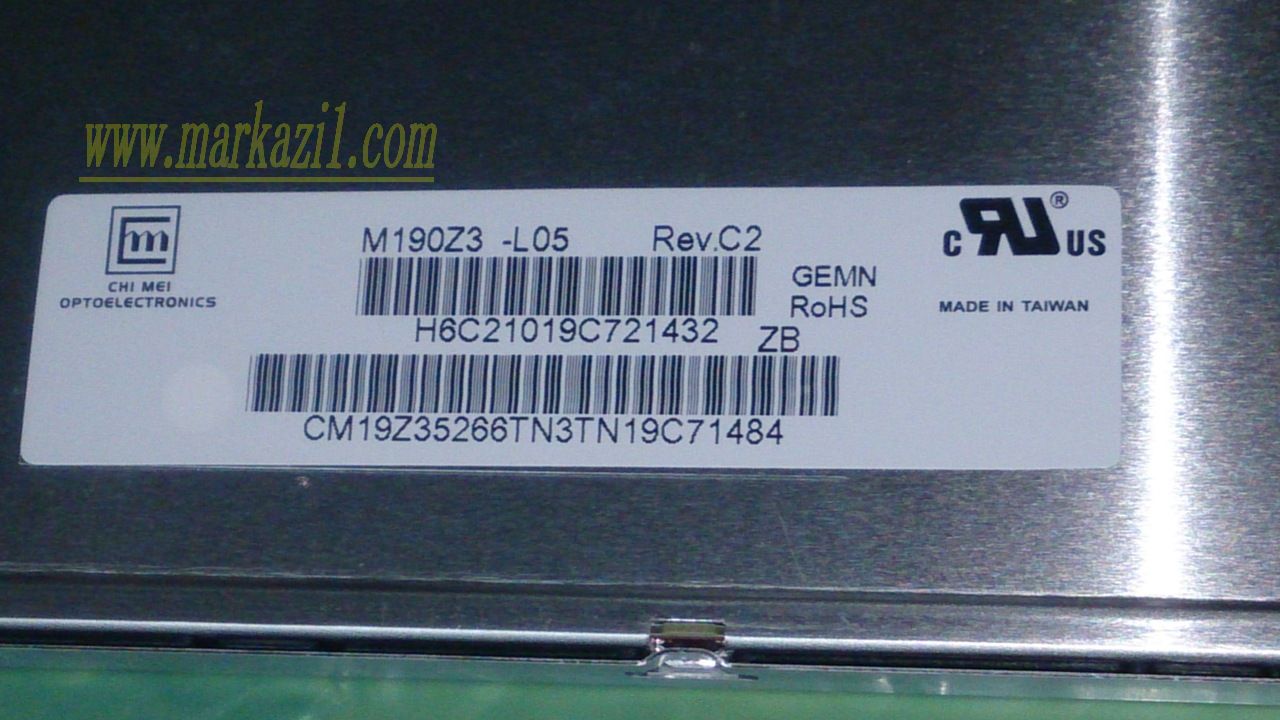 www.markazi1.com
CHI MEI
OPTOELECTRONICS
M190Z3 -L05 Rev.C2
H6C21019C721432
GEMN
RoHS
ZB
CM19Z35266TN3TN19C71484
c RU® US
MADE IN TAIWAN